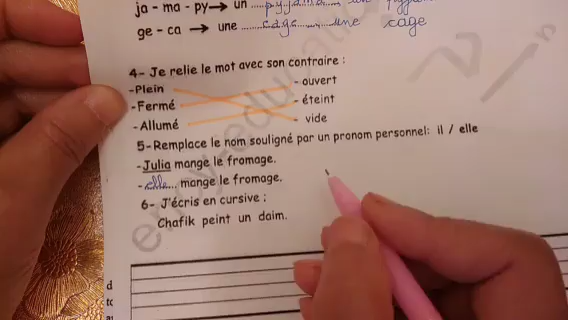 ja - ma - py → un pyjama un pyjama
ge - ca → une cage une cage
4- Je relie le mot avec son contraire :
-Plein - ouvert
-Fermé - éteint
-Allumé - vide
5-Remplace le nom souligné par un pronom personnel: il / elle
-Julia mange le fromage.
-elle mange le fromage.
6- J'écris en cursive :
Chafik peint un daim.